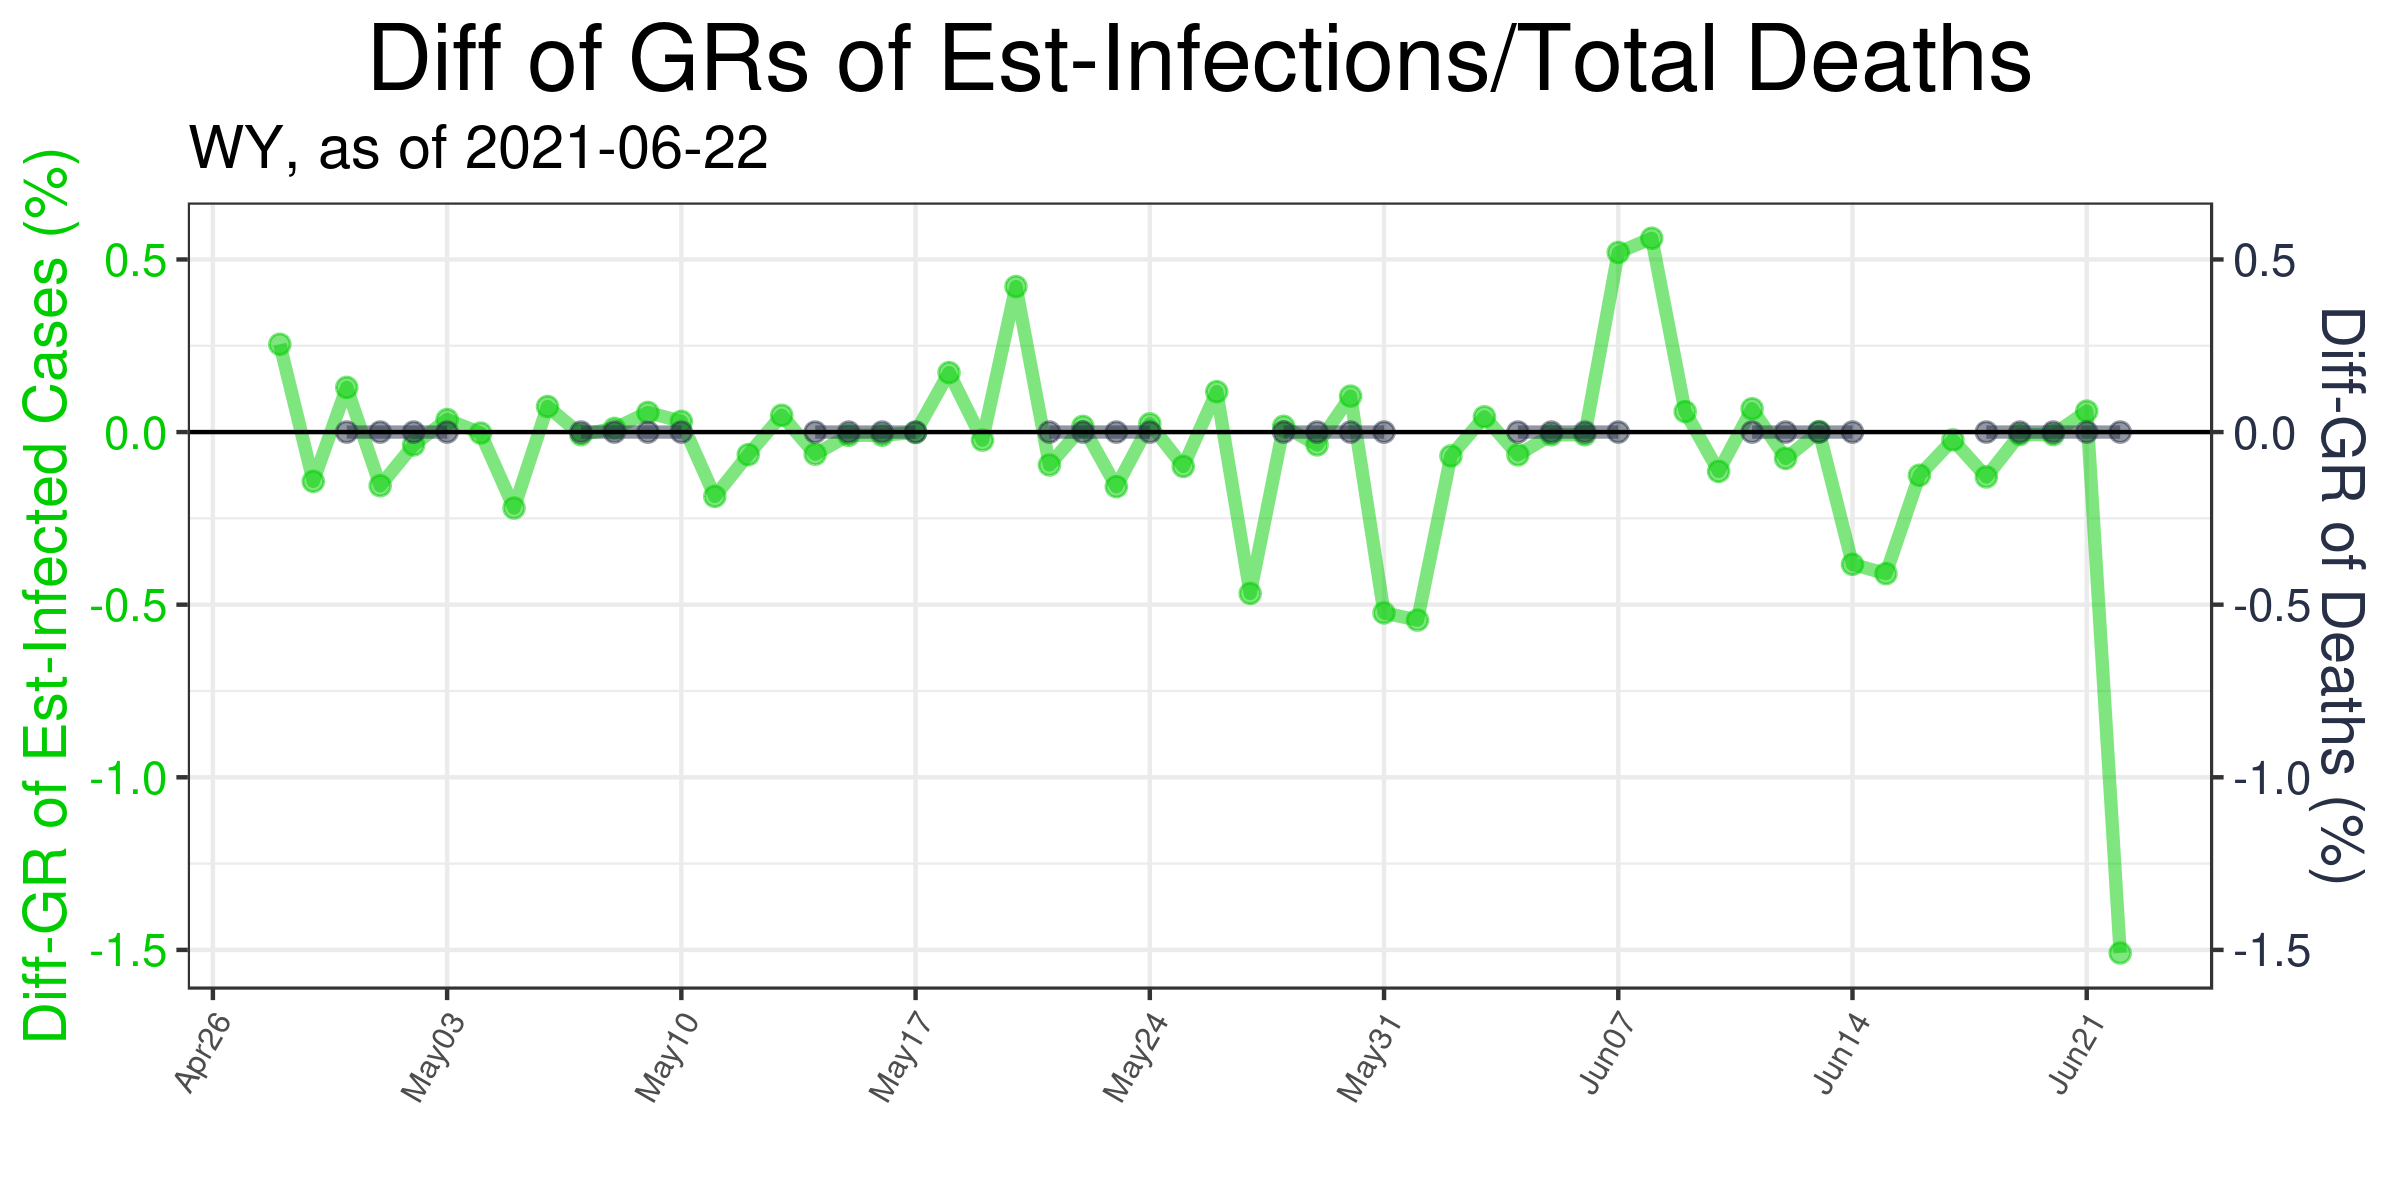 Diff of GRs of Est-Infections/Total Deaths
WY, as of 2021-06-22
Diff-GR of Est-Infected Cases (%)
0.5
0.0
-0.5
-1.0
-1.5
0.5
0.0
-0.5
-1.0
-1.5
Diff-GR of Deaths (%)
Apr26
May03
May10
May17
May24
May31
Jun07
Jun14
Jun21